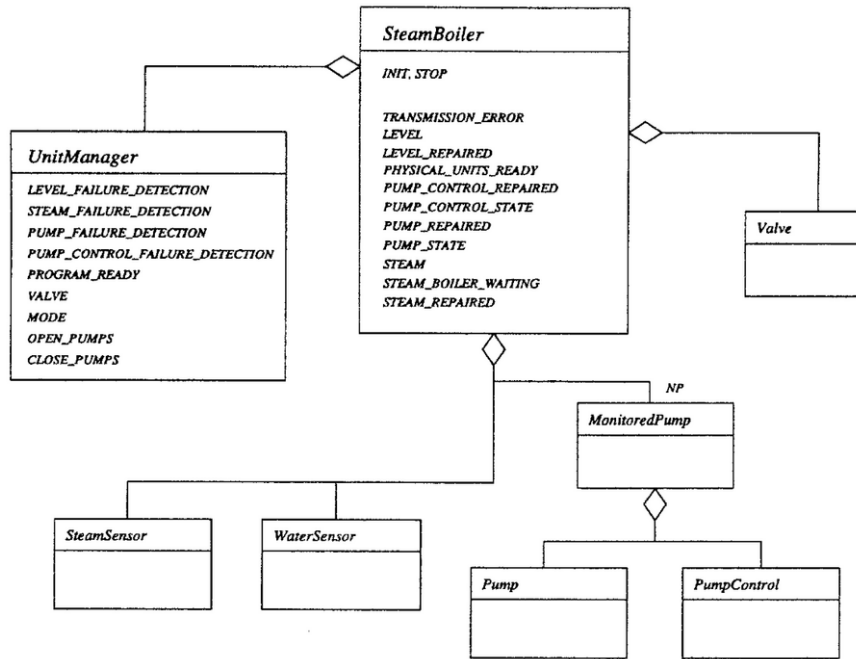 SteamBoiler
INIT, STOP
TRANSMISSION_ERROR
LEVEL
LEVEL_REPAIRED
PHYSICAL_UNITS_READY
PUMP_CONTROL_REPAIRED
PUMP_CONTROL_STATE
PUMP_REPAIRED
PUMP_STATE
STEAM
STEAM_BOILER_WAITING
STEAM_REPAIRED
UnitManager
LEVEL_FAILURE_DETECTION
STEAM_FAILURE_DETECTION
PUMP_FAILURE_DETECTION
PUMP_CONTROL_FAILURE_DETECTION
PROGRAM_READY
VALVE
MODE
OPEN_PUMPS
CLOSE_PUMPS
Valve
NP
MonitoredPump
SteamSensor
WaterSensor
Pump
PumpControl